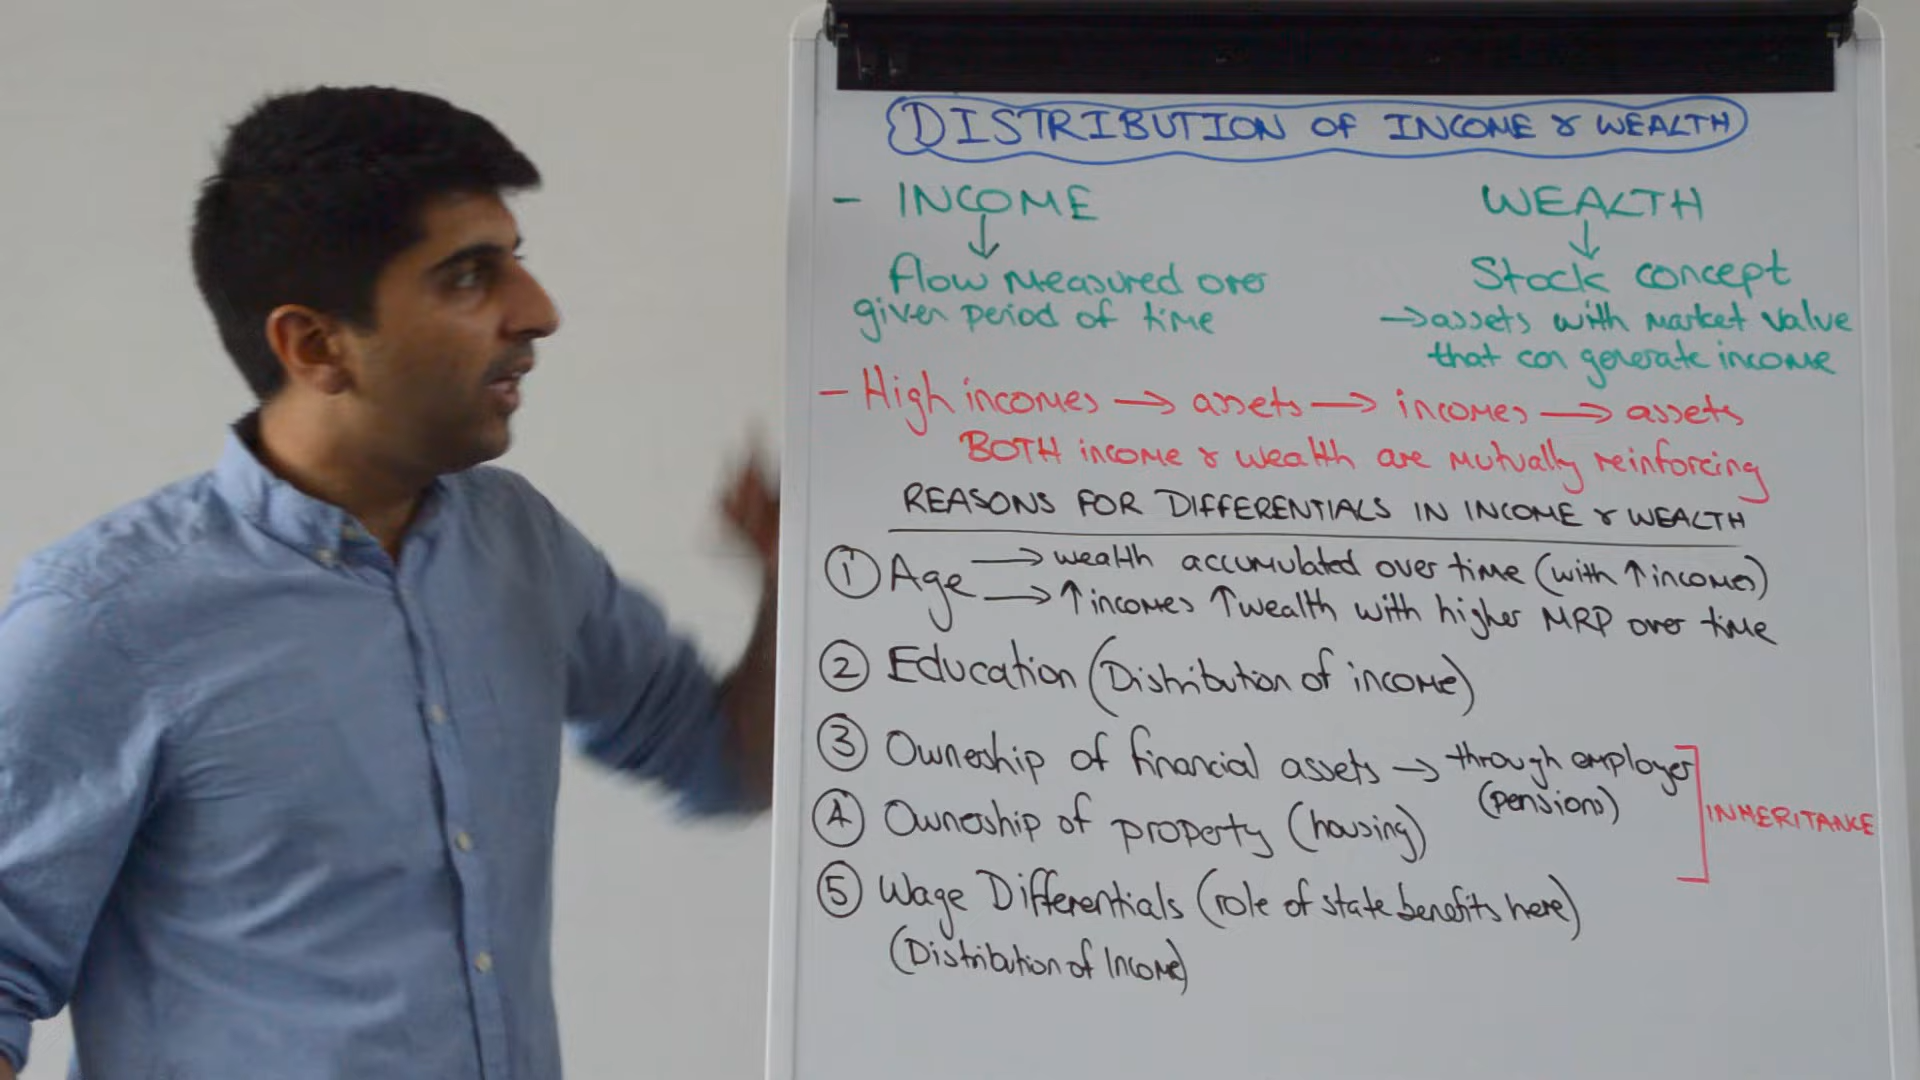 DISTRIBUTION OF INCOME & WEALTH
- INCOME
WEALTH
↓
↓
flow measured over
given period of time
Stock concept
→ assets with market value
that can generate income
- High incomes → assets → incomes → assets
BOTH income & wealth are mutually reinforcing
REASONS FOR DIFFERENTIALS IN INCOME & WEALTH
① Age → wealth accumulated over time (with ↑ incomes)
→ ↑ incomes ↑ wealth with higher MRP over time
② Education (Distribution of income)
③ Ownership of financial assets → through employer
(pensions)
④ Ownership of property (housing)
INHERITANCE
⑤ Wage Differentials (role of state benefits here)
(Distribution of Income)